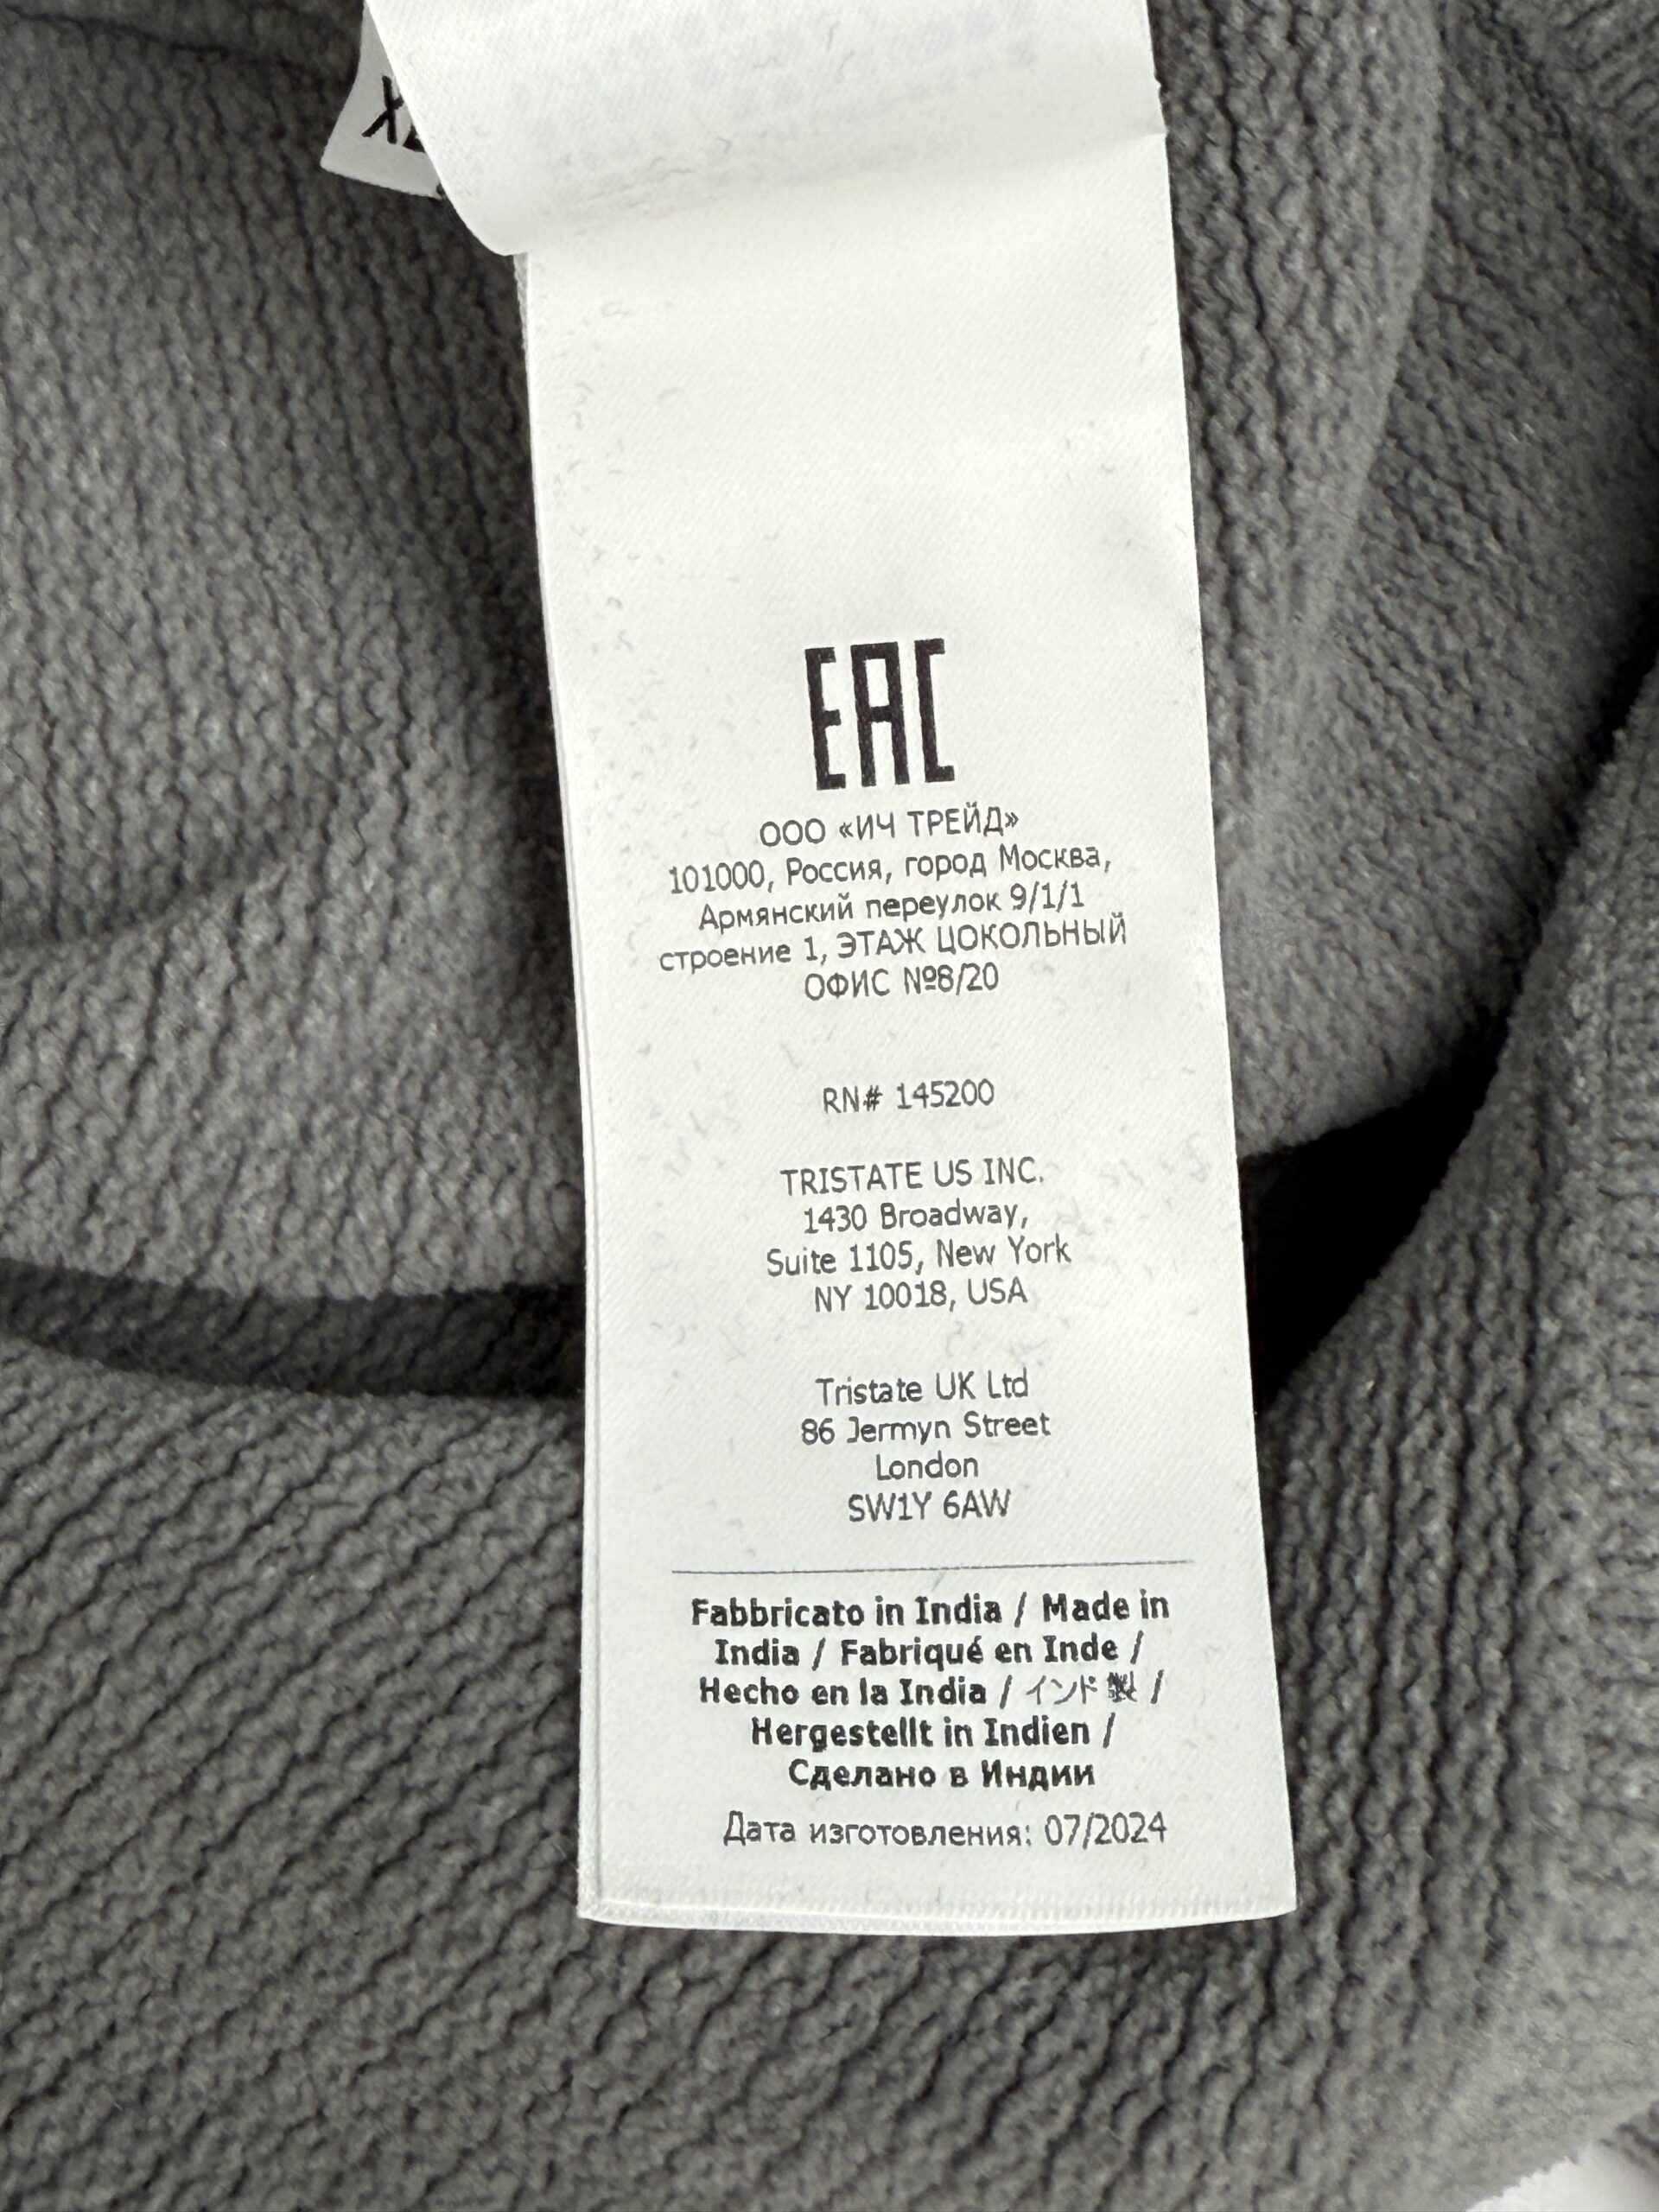 EAC
ООО «ИЧ ТРЕЙД»
101000, Россия, город Москва,
Армянский переулок 9/1/1
строение 1, ЭТАЖ ЦОКОЛЬНЫЙ
ОФИС №8/20
RN# 145200
TRISTATE US INC.
1430 Broadway,
Suite 1105, New York
NY 10018, USA
Tristate UK Ltd
86 Jermyn Street
London
SW1Y 6AW
Fabbricato in India / Made in
India / Fabriqué en Inde /
Hecho en la India / インド製 /
Hergestellt in Indien /
Сделано в Индии
Дата изготовления: 07/2024